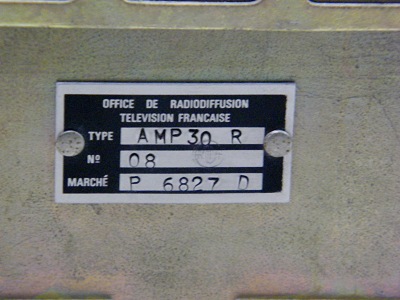 OFFICE DE RADIODIFFUSION
TELEVISION FRANCAISE
TYPE AMP 30 R
Nº 08
MARCHÉ P 6827 D